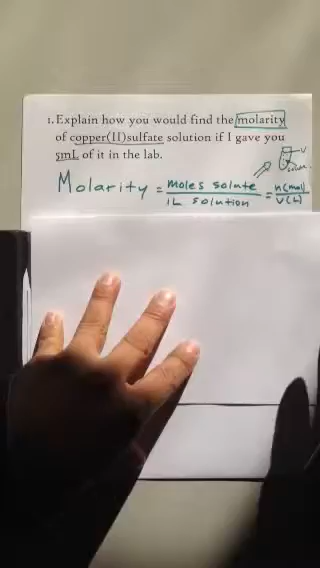 1. Explain how you would find the molarity
of copper(II)sulfate solution if I gave you
5mL of it in the lab.
Molarity = moles solute / 1L solution = n(mol) / V(L)
V